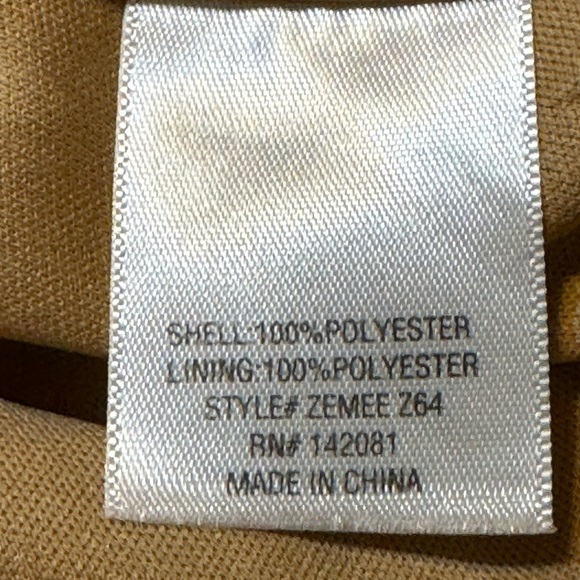 SHELL:100%POLYESTER
LINING:100%POLYESTER
STYLE# ZEMEE Z64
RN# 142081
MADE IN CHINA